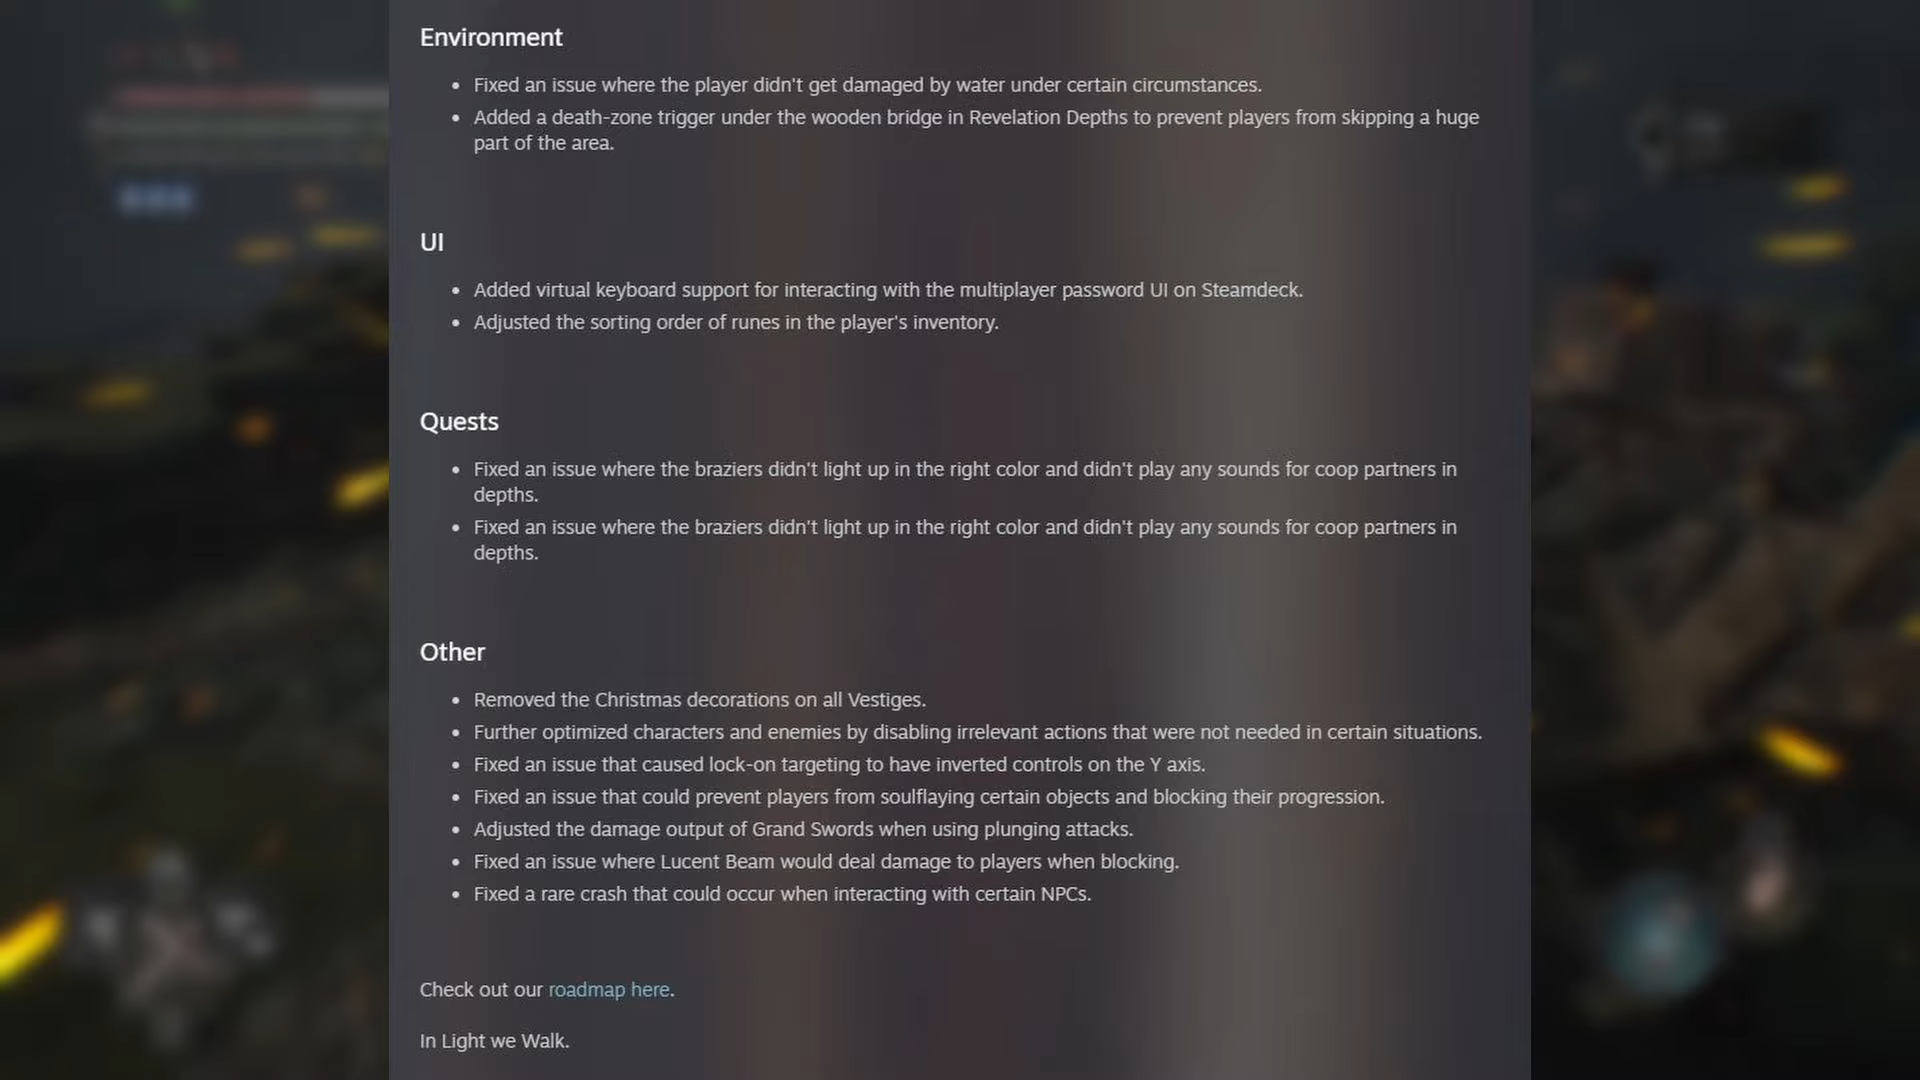 Environment
Fixed an issue where the player didn't get damaged by water under certain circumstances.
Added a death-zone trigger under the wooden bridge in Revelation Depths to prevent players from skipping a huge
part of the area.
UI
Added virtual keyboard support for interacting with the multiplayer password UI on Steamdeck.
Adjusted the sorting order of runes in the player's inventory.
Quests
Fixed an issue where the braziers didn't light up in the right color and didn't play any sounds for coop partners in
depths.
Fixed an issue where the braziers didn't light up in the right color and didn't play any sounds for coop partners in
depths.
Other
Removed the Christmas decorations on all Vestiges.
Further optimized characters and enemies by disabling irrelevant actions that were not needed in certain situations.
Fixed an issue that caused lock-on targeting to have inverted controls on the Y axis.
Fixed an issue that could prevent players from soulflaying certain objects and blocking their progression.
Adjusted the damage output of Grand Swords when using plunging attacks.
Fixed an issue where Lucent Beam would deal damage to players when blocking.
Fixed a rare crash that could occur when interacting with certain NPCs.
Check out our roadmap here.
In Light we Walk.